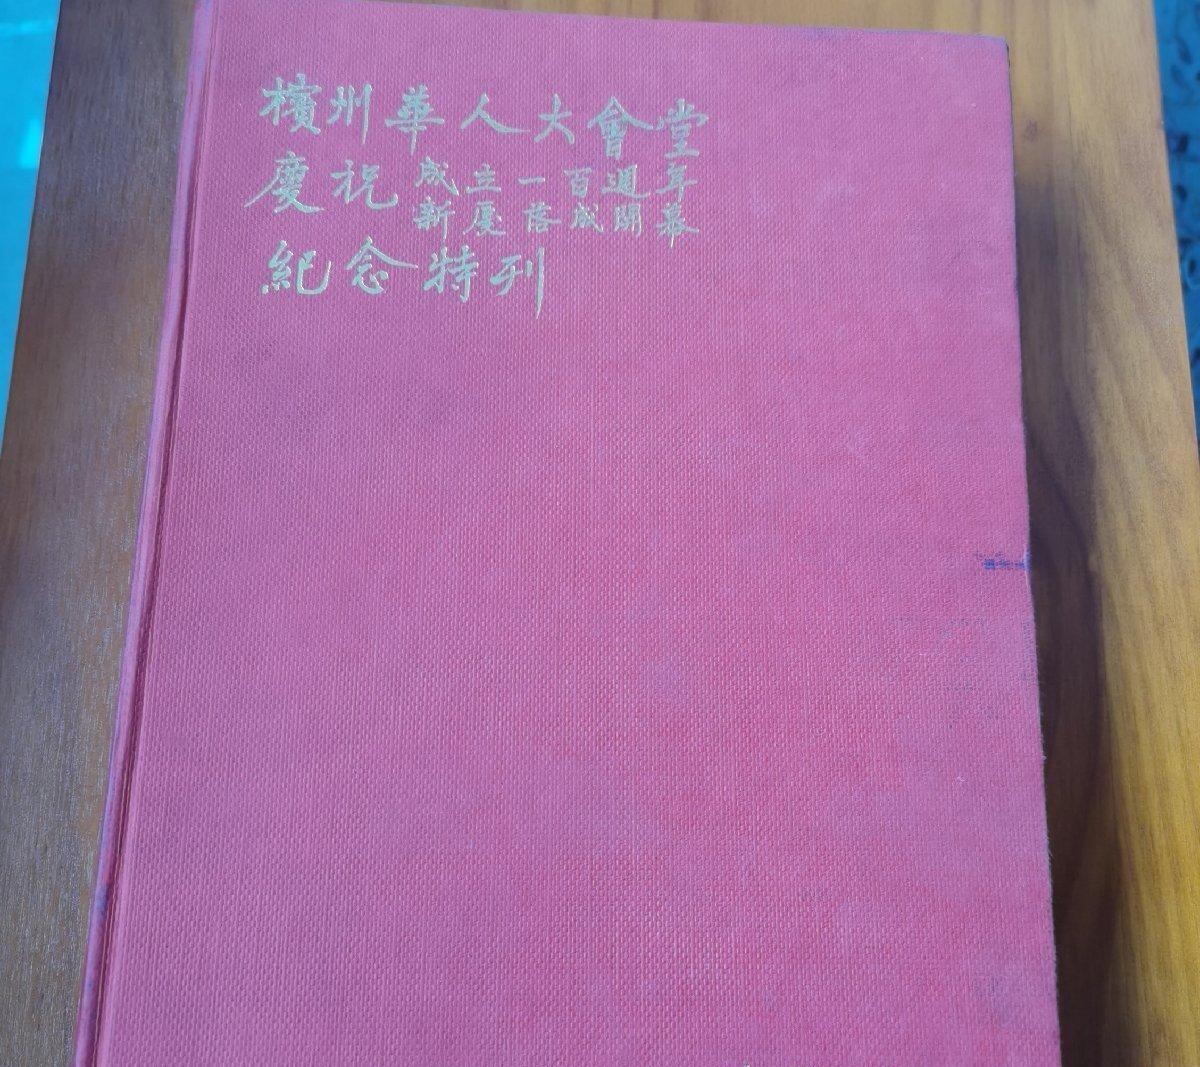 檳州華人大會堂
慶祝成立一百週年
新廈落成開幕
紀念特刊